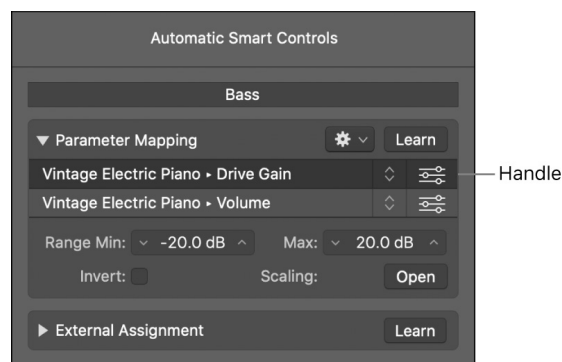 Automatic Smart Controls
Bass
Parameter Mapping Learn
Vintage Electric Piano ▸ Drive Gain Handle
Vintage Electric Piano ▸ Volume
Range Min: -20.0 dB Max: 20.0 dB
Invert: Scaling: Open
External Assignment Learn